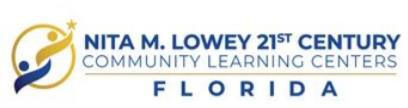 NITA M. LOWEY 21ST CENTURY
COMMUNITY LEARNING CENTERS
FLORIDA